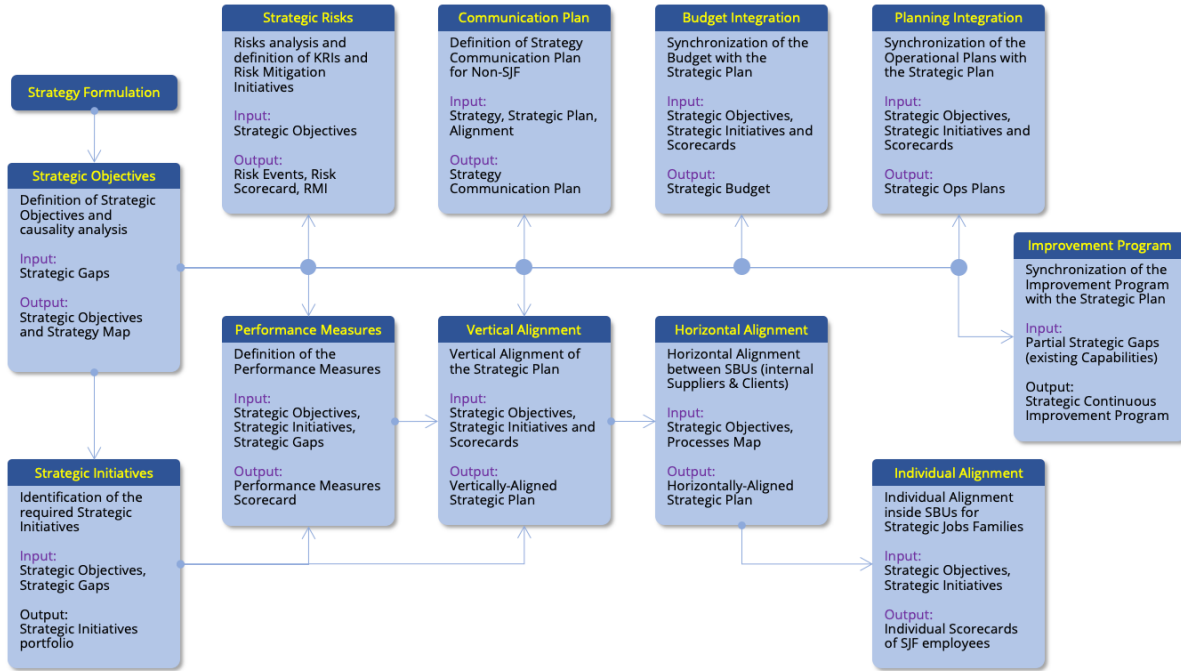 Strategy Formulation
Strategic Objectives
Definition of Strategic
Objectives and
causality analysis
Input:
Strategic Gaps
Output:
Strategic Objectives
and Strategy Map
Strategic Initiatives
Identification of the
required Strategic
Initiatives
Input:
Strategic Objectives,
Strategic Gaps
Output:
Strategic Initiatives
portfolio
Strategic Risks
Risks analysis and
definition of KRIs and
Risk Mitigation
Initiatives
Input:
Strategic Objectives
Output:
Risk Events, Risk
Scorecard, RMI
Communication Plan
Definition of Strategy
Communication Plan
for Non-SJF
Input:
Strategy, Strategic Plan,
Alignment
Output:
Strategy
Communication Plan
Budget Integration
Synchronization of the
Budget with the
Strategic Plan
Input:
Strategic Objectives,
Strategic Initiatives and
Scorecards
Output:
Strategic Budget
Planning Integration
Synchronization of the
Operational Plans with
the Strategic Plan
Input:
Strategic Objectives,
Strategic Initiatives and
Scorecards
Output:
Strategic Ops Plans
Improvement Program
Synchronization of the
Improvement Program
with the Strategic Plan
Input:
Partial Strategic Gaps
(existing Capabilities)
Output:
Strategic Continuous
Improvement Program
Performance Measures
Definition of the
Performance Measures
Input:
Strategic Objectives,
Strategic Initiatives,
Strategic Gaps
Output:
Performance Measures
Scorecard
Vertical Alignment
Vertical Alignment of
the Strategic Plan
Input:
Strategic Objectives,
Strategic Initiatives and
Scorecards
Output:
Vertically-Aligned
Strategic Plan
Horizontal Alignment
Horizontal Alignment
between SBUs (internal
Suppliers & Clients)
Input:
Strategic Objectives,
Processes Map
Output:
Horizontally-Aligned
Strategic Plan
Individual Alignment
Individual Alignment
inside SBUs for
Strategic Jobs Families
Input:
Strategic Objectives,
Strategic Initiatives
Output:
Individual Scorecards
of SJF employees